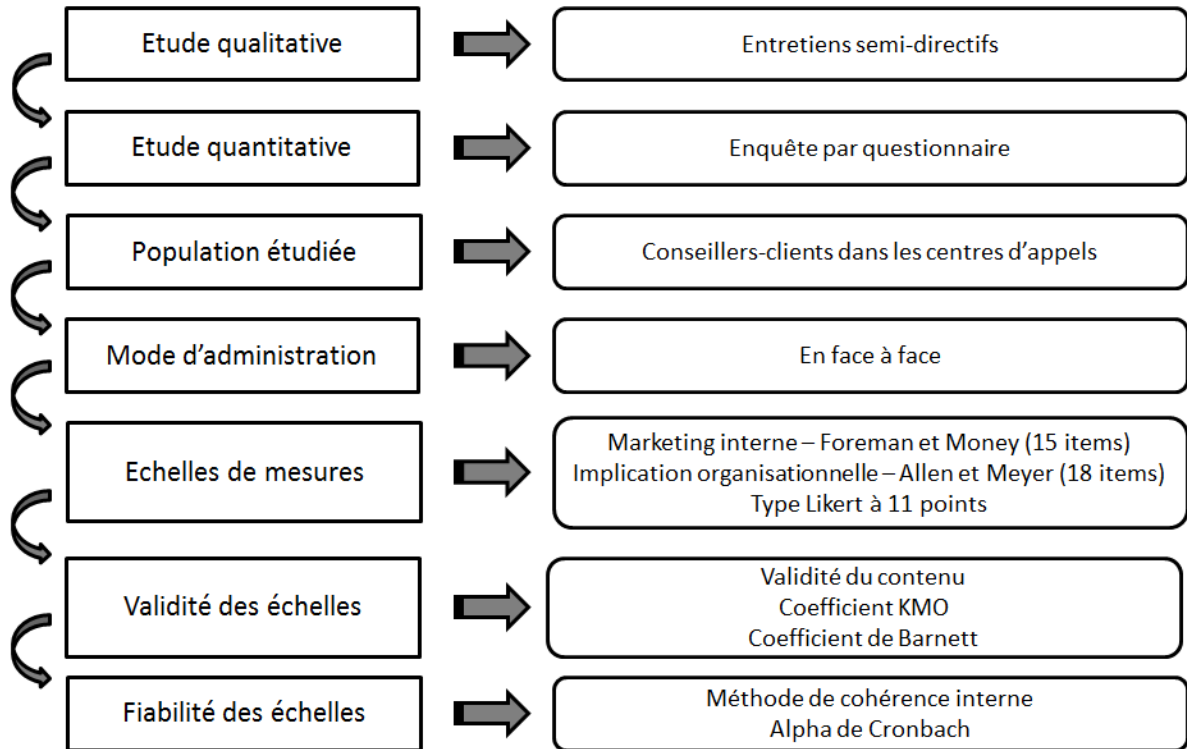 Etude qualitative
Entretiens semi-directifs
Etude quantitative
Enquête par questionnaire
Population étudiée
Conseillers-clients dans les centres d’appels
Mode d’administration
En face à face
Echelles de mesures
Marketing interne – Foreman et Money (15 items)
Implication organisationnelle – Allen et Meyer (18 items)
Type Likert à 11 points
Validité des échelles
Validité du contenu
Coefficient KMO
Coefficient de Barnett
Fiabilité des échelles
Méthode de cohérence interne
Alpha de Cronbach